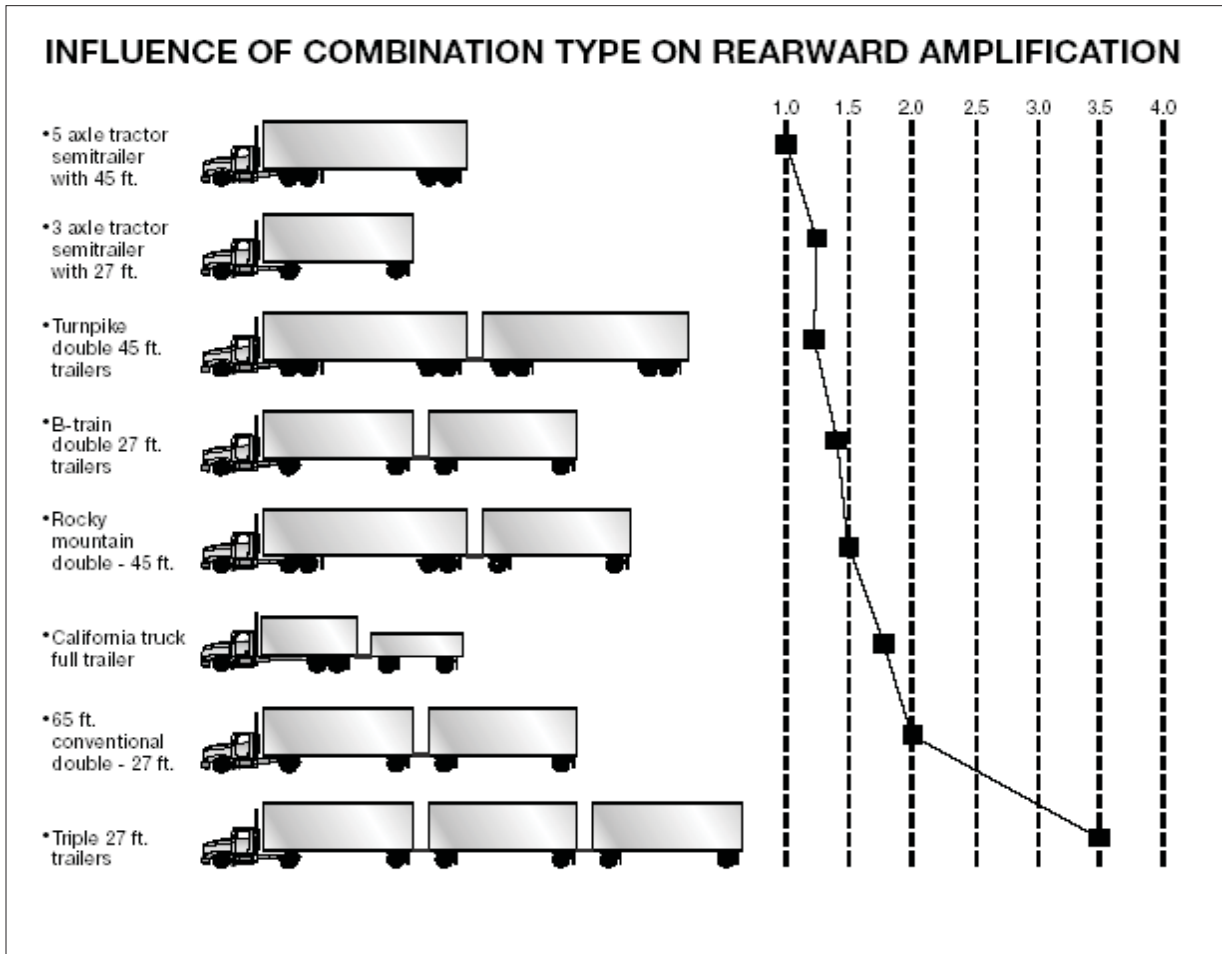 INFLUENCE OF COMBINATION TYPE ON REARWARD AMPLIFICATION
1.0 1.5 2.0 2.5 3.0 3.5 4.0
•5 axle tractor
semitrailer
with 45 ft.
•3 axle tractor
semitrailer
with 27 ft.
•Turnpike
double 45 ft.
trailers
•B-train
double 27 ft.
trailers
•Rocky
mountain
double - 45 ft.
•California truck
full trailer
•65 ft.
conventional
double - 27 ft.
•Triple 27 ft.
trailers